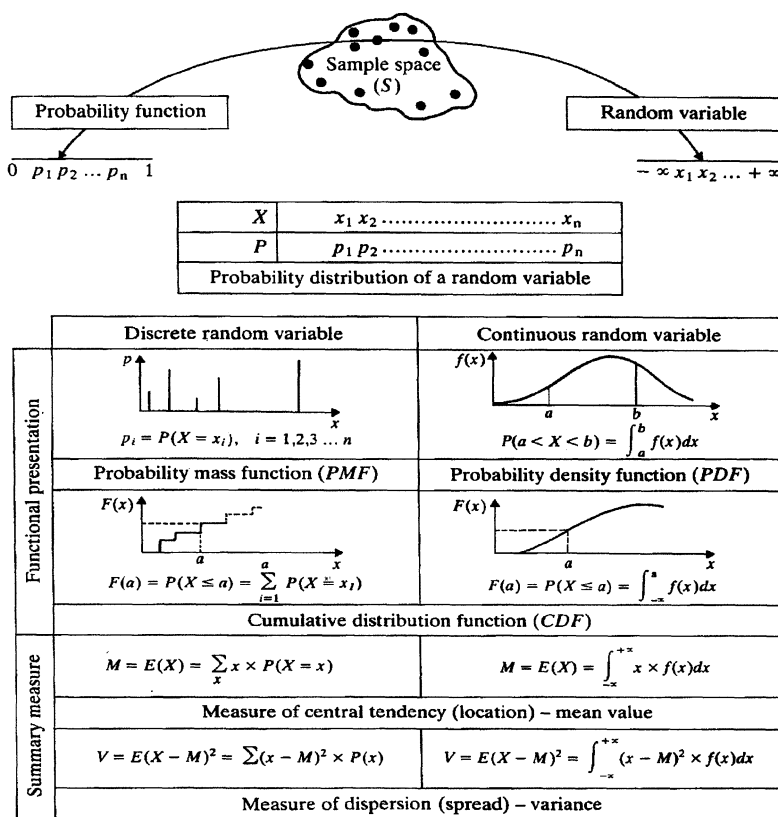 Sample space
(S)
Probability function
Random variable
0 p₁ p₂ ... pₙ 1
− ∞ x₁ x₂ ... + ∞
X x₁ x₂ ............................ xₙ
P p₁ p₂ ............................ pₙ
Probability distribution of a random variable
Discrete random variable
Continuous random variable
Functional presentation
p
x
pᵢ = P(X = xᵢ), i = 1,2,3 ... n
f(x)
a b x
P(a < X < b) = ∫ₐᵇ f(x)dx
Probability mass function (PMF)
Probability density function (PDF)
F(x)
a a x
F(a) = P(X ≤ a) = ∑ᵢ₌₁ᵃ P(X = x_I)
F(x)
a x
F(a) = P(X ≤ a) = ∫₋∞ᵃ f(x)dx
Cumulative distribution function (CDF)
Summary measure
M = E(X) = ∑ₓ x × P(X = x)
M = E(X) = ∫₋∞⁺∞ x × f(x)dx
Measure of central tendency (location) – mean value
V = E(X − M)² = ∑(x − M)² × P(x)
V = E(X − M)² = ∫₋∞⁺∞ (x − M)² × f(x)dx
Measure of dispersion (spread) – variance